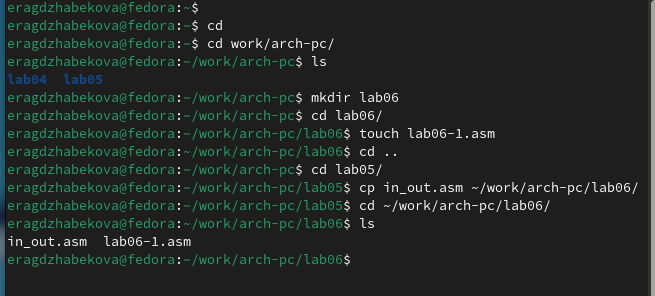 eragdzhabekova@fedora:~$
eragdzhabekova@fedora:~$ cd
eragdzhabekova@fedora:~$ cd work/arch-pc/
eragdzhabekova@fedora:~/work/arch-pc$ ls
lab04  lab05
eragdzhabekova@fedora:~/work/arch-pc$ mkdir lab06
eragdzhabekova@fedora:~/work/arch-pc$ cd lab06/
eragdzhabekova@fedora:~/work/arch-pc/lab06$ touch lab06-1.asm
eragdzhabekova@fedora:~/work/arch-pc/lab06$ cd ..
eragdzhabekova@fedora:~/work/arch-pc$ cd lab05/
eragdzhabekova@fedora:~/work/arch-pc/lab05$ cp in_out.asm ~/work/arch-pc/lab06/
eragdzhabekova@fedora:~/work/arch-pc/lab05$ cd ~/work/arch-pc/lab06/
eragdzhabekova@fedora:~/work/arch-pc/lab06$ ls
in_out.asm  lab06-1.asm
eragdzhabekova@fedora:~/work/arch-pc/lab06$